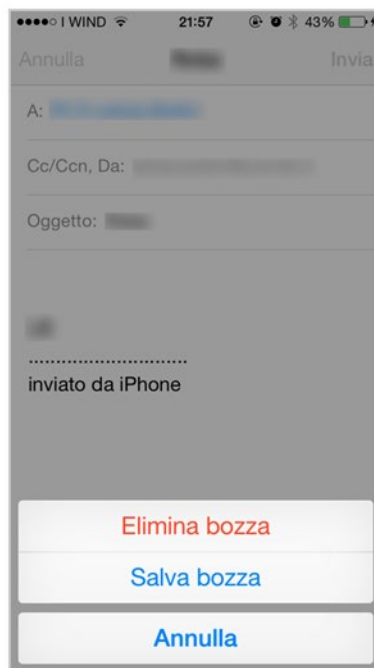 I WIND 21:57 43%
Annulla Invia
A:
Cc/Ccn, Da:
Oggetto:
..............................
inviato da iPhone
Elimina bozza
Salva bozza
Annulla